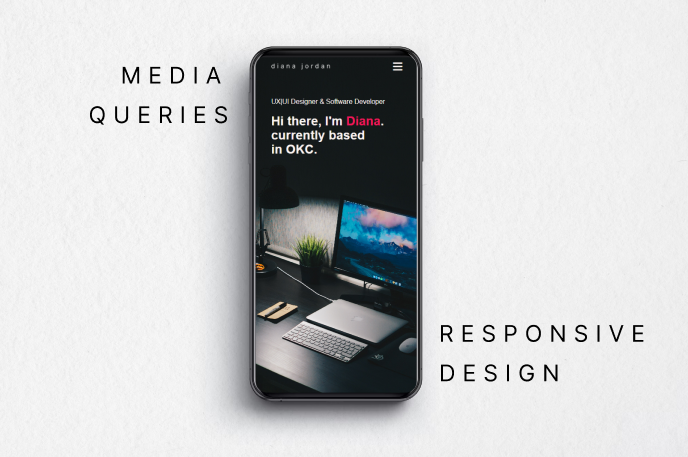 MEDIA
QUERIES
diana jordan
UX|UI Designer & Software Developer
Hi there, I'm Diana.
currently based
in OKC.
RESPONSIVE
DESIGN